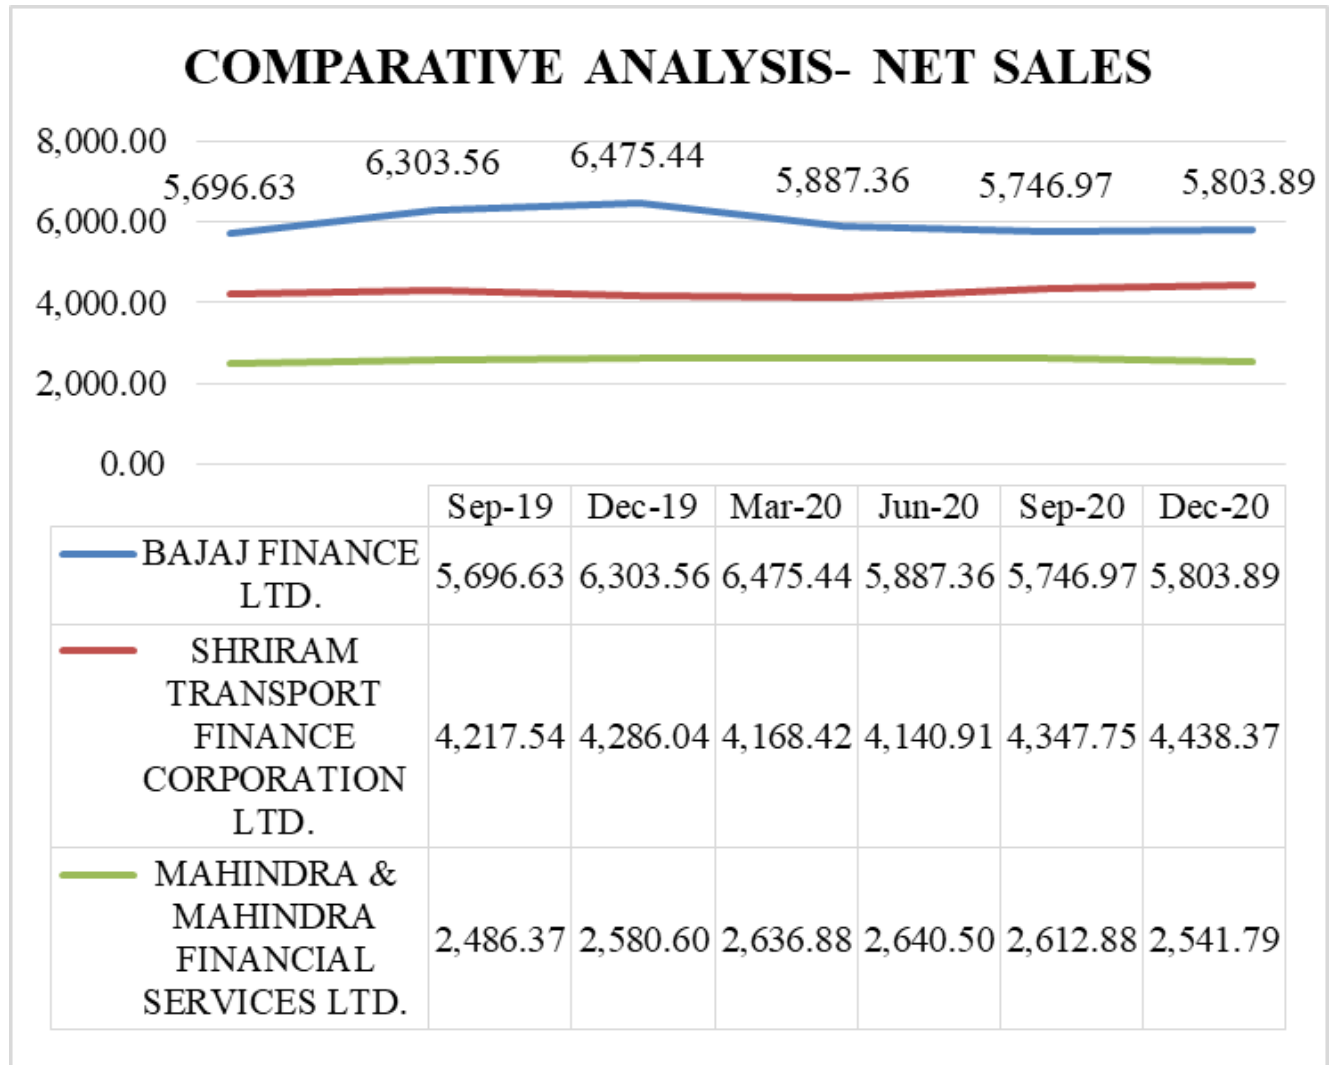 COMPARATIVE ANALYSIS- NET SALES
8,000.00
6,000.00
4,000.00
2,000.00
0.00
5,696.63 6,303.56 6,475.44 5,887.36 5,746.97 5,803.89
Sep-19 Dec-19 Mar-20 Jun-20 Sep-20 Dec-20
BAJAJ FINANCE
LTD.
5,696.63 6,303.56 6,475.44 5,887.36 5,746.97 5,803.89
SHRIRAM
TRANSPORT
FINANCE
CORPORATION
LTD.
4,217.54 4,286.04 4,168.42 4,140.91 4,347.75 4,438.37
MAHINDRA &
MAHINDRA
FINANCIAL
SERVICES LTD.
2,486.37 2,580.60 2,636.88 2,640.50 2,612.88 2,541.79